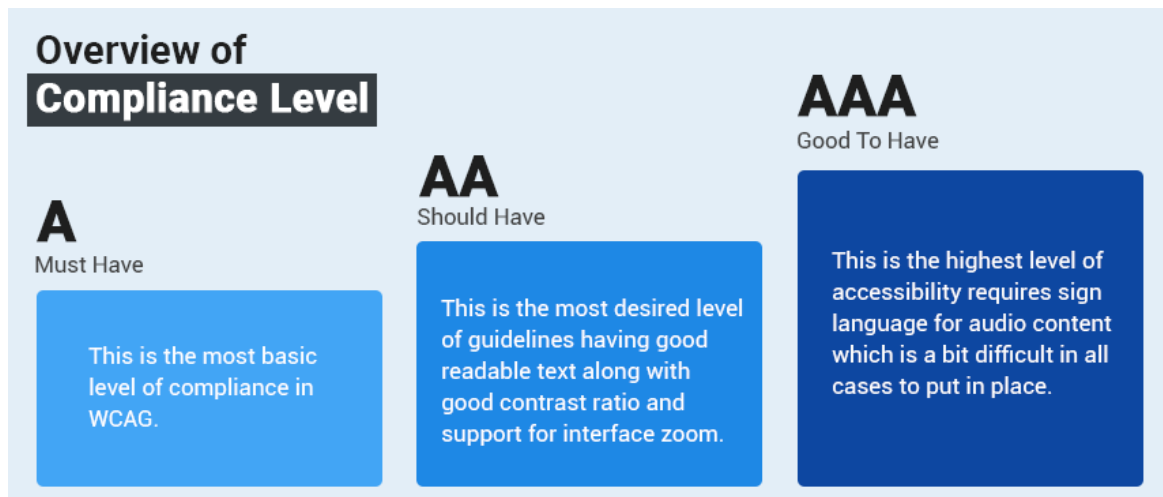 Overview of
Compliance Level
A
Must Have
This is the most basic
level of compliance in
WCAG.
AA
Should Have
This is the most desired level
of guidelines having good
readable text along with
good contrast ratio and
support for interface zoom.
AAA
Good To Have
This is the highest level of
accessibility requires sign
language for audio content
which is a bit difficult in all
cases to put in place.